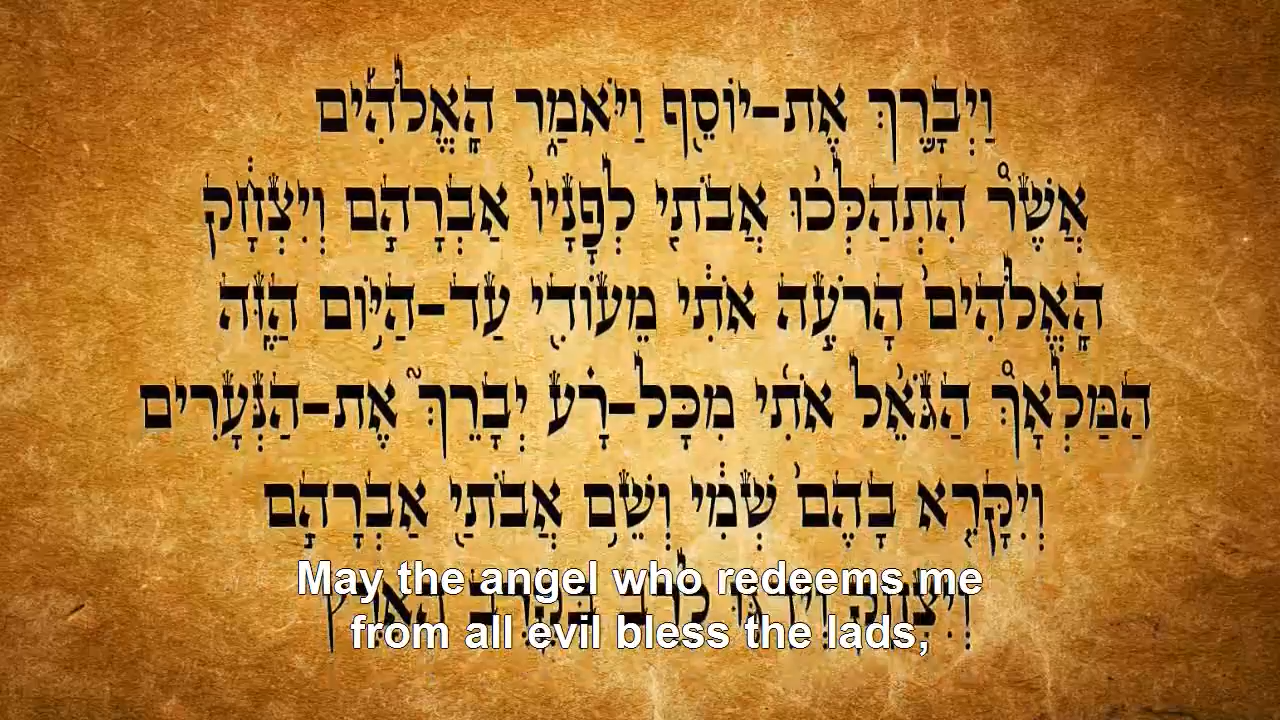 וַיְבָ֥רֶךְ אֶת־יוֹסֵ֖ף וַיֹּאמַ֑ר הָֽאֱלֹהִ֡ים
אֲשֶׁר֩ הִתְהַלְּכ֨וּ אֲבֹתַ֤י לְפָנָיו֙ אַבְרָהָ֣ם וְיִצְחָ֔ק
הָֽאֱלֹהִים֙ הָרֹעֶ֣ה אֹתִ֔י מֵעוֹדִ֖י עַד־הַיּ֥וֹם הַזֶּֽה
הַמַּלְאָךְ֩ הַגֹּאֵ֨ל אֹתִ֜י מִכׇּל־רָ֗ע יְבָרֵךְ֮ אֶת־הַנְּעָרִים֒
וְיִקָּרֵ֤א בָהֶם֙ שְׁמִ֔י וְשֵׁ֥ם אֲבֹתַ֖י אַבְרָהָ֣ם
וְיִצְחָ֑ק וְיִדְגּ֥וּ לָרֹ֖ב בְּקֶ֥רֶב הָאָֽרֶץ
May the angel who redeems me
from all evil bless the lads,